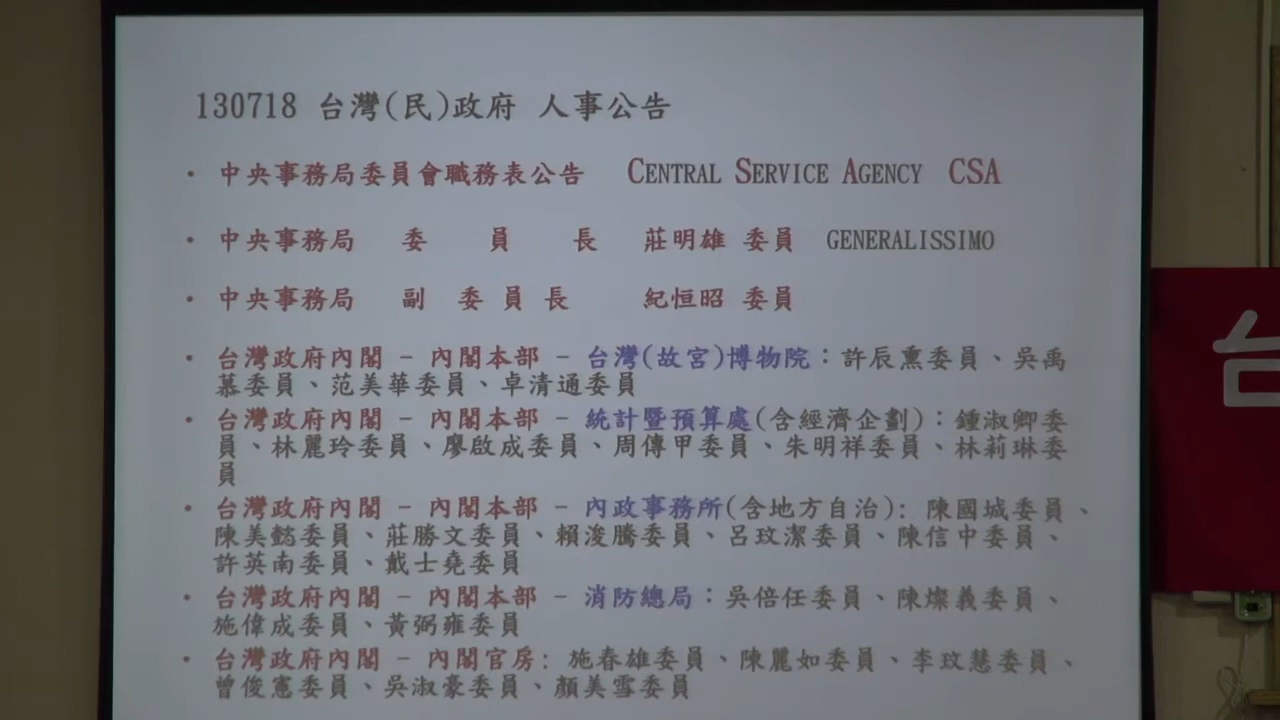 130718 台灣(民)政府 人事公告
• 中央事務局委員會職務表公告 CENTRAL SERVICE AGENCY CSA
• 中央事務局 委 員 長 莊明雄 委員 GENERALISSIMO
• 中央事務局 副 委 員 長 紀恒昭 委員
• 台灣政府內閣 – 內閣本部 – 台灣(故宮)博物院：許辰熏委員、吳禹
慕委員、范美華委員、卓清通委員
• 台灣政府內閣 – 內閣本部 – 統計暨預算處(含經濟企劃)：鍾淑卿委
員、林麗玲委員、廖啟成委員、周傳甲委員、朱明祥委員、林莉琳委
員
• 台灣政府內閣 – 內閣本部 – 內政事務所(含地方自治): 陳國城委員、
陳美懿委員、莊勝文委員、賴浚騰委員、呂玟潔委員、陳信中委員、
許英南委員、戴士堯委員
• 台灣政府內閣 – 內閣本部 – 消防總局：吳倍任委員、陳燦義委員、
施偉成委員、黃弼雍委員
• 台灣政府內閣 – 內閣官房: 施春雄委員、陳麗如委員、李玟慧委員、
曾俊憲委員、吳淑豪委員、顏美雪委員
台